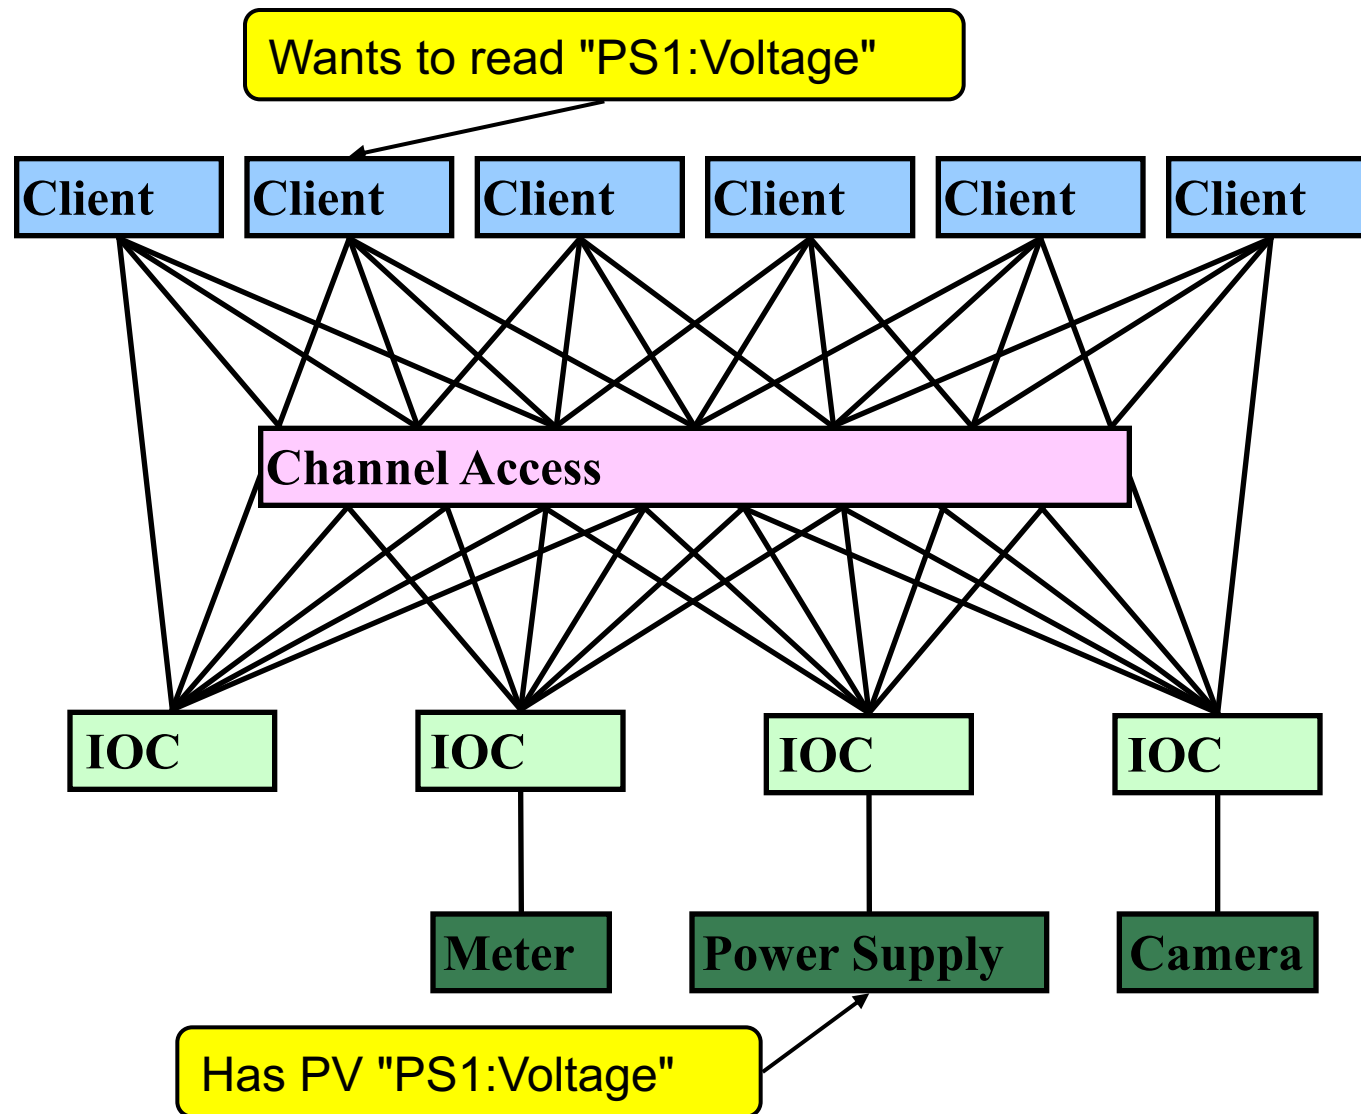 Wants to read "PS1:Voltage"
Client
Client
Client
Client
Client
Client
Channel Access
IOC
IOC
IOC
IOC
Meter
Power Supply
Camera
Has PV "PS1:Voltage"